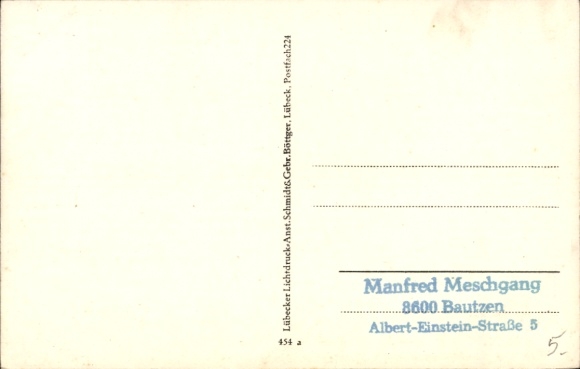 Lübecker Lichtdruck-Anst. Schmidt & Gebr. Böttger, Lübeck, Postfach 224
454 a
Manfred Meschgang
8600 Bautzen
Albert-Einstein-Straße 5
5.-